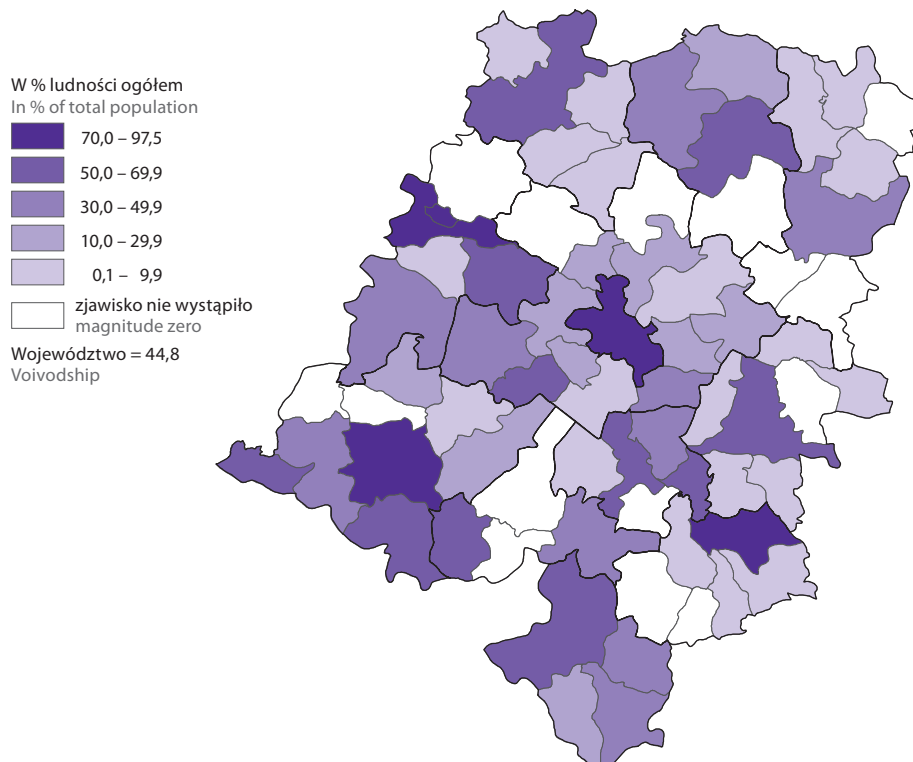 W % ludności ogółem
In % of total population
70,0 – 97,5
50,0 – 69,9
30,0 – 49,9
10,0 – 29,9
0,1 – 9,9
zjawisko nie wystąpiło
magnitude zero
Województwo = 44,8
Voivodship